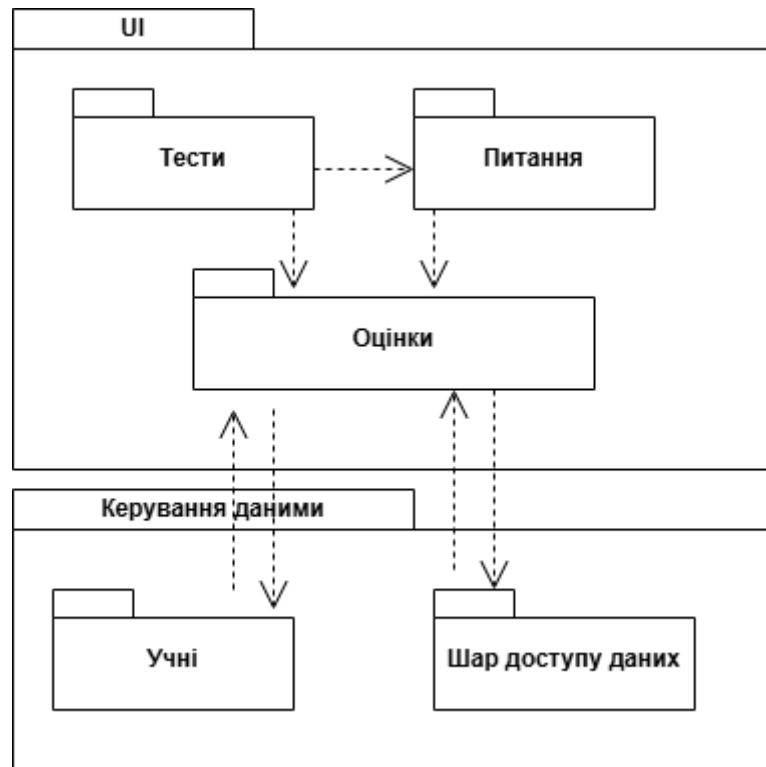 UI
Тести
Питання
Оцінки
Керування даними
Учні
Шар доступу даних